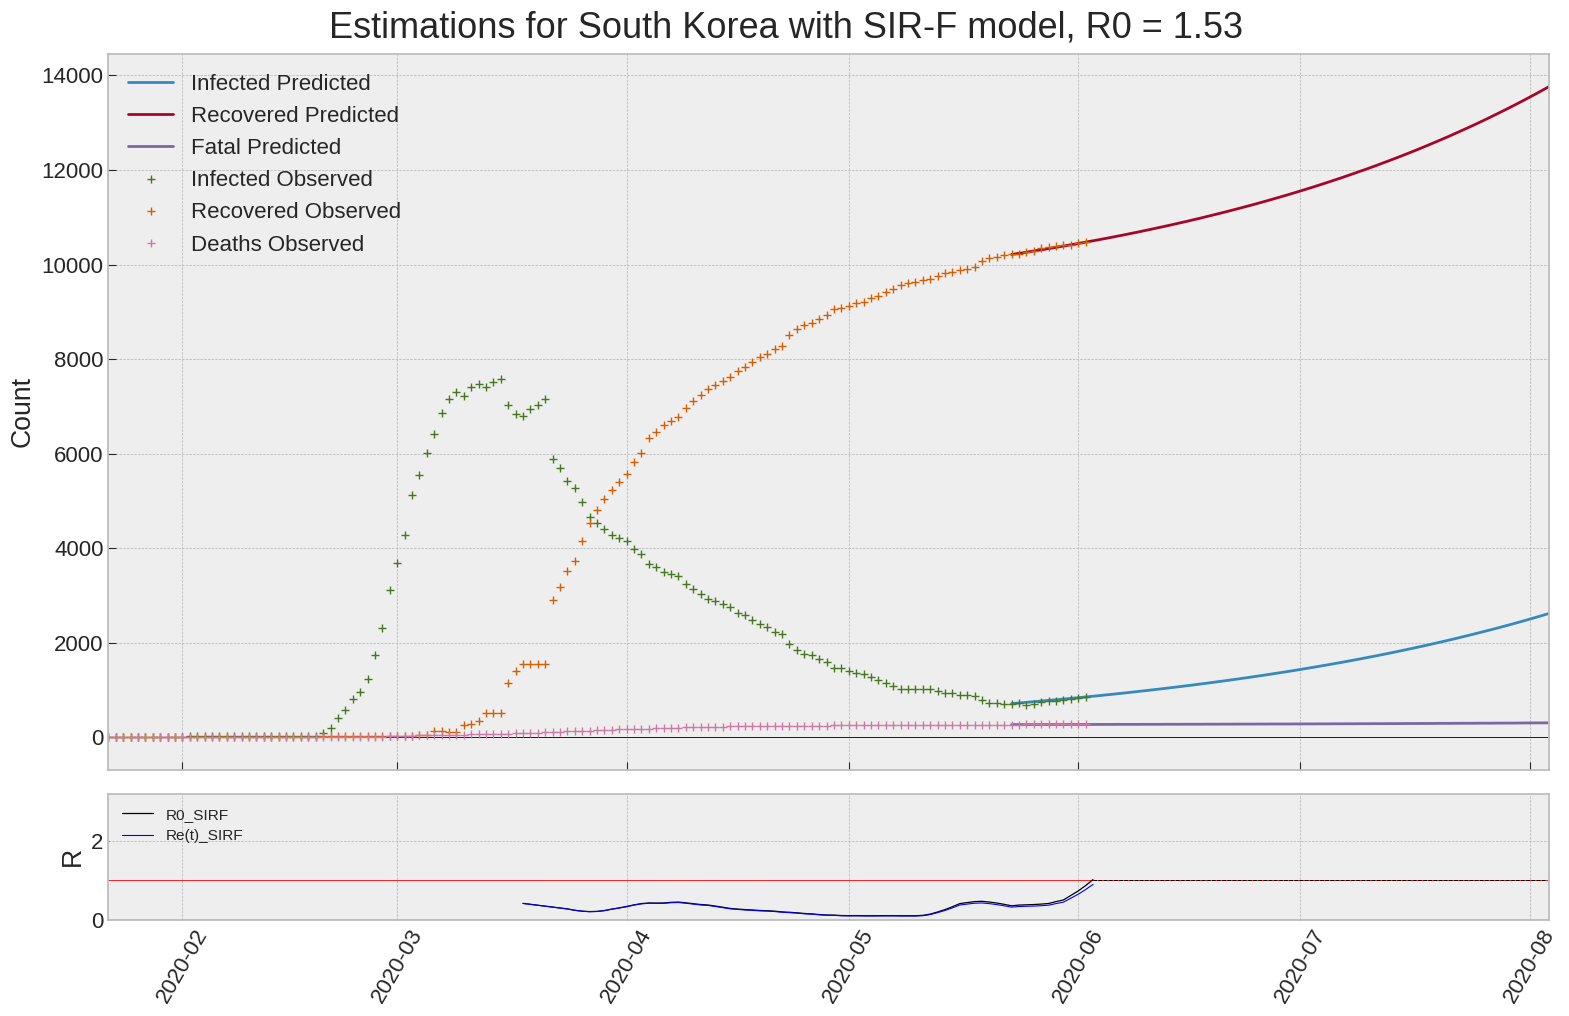 Estimations for South Korea with SIR-F model, R0 = 1.53
14000
12000
10000
8000
6000
4000
2000
0
Count
Infected Predicted
Recovered Predicted
Fatal Predicted
Infected Observed
Recovered Observed
Deaths Observed
R0_SIRF
Re(t)_SIRF
2
0
R
2020-02
2020-03
2020-04
2020-05
2020-06
2020-07
2020-08